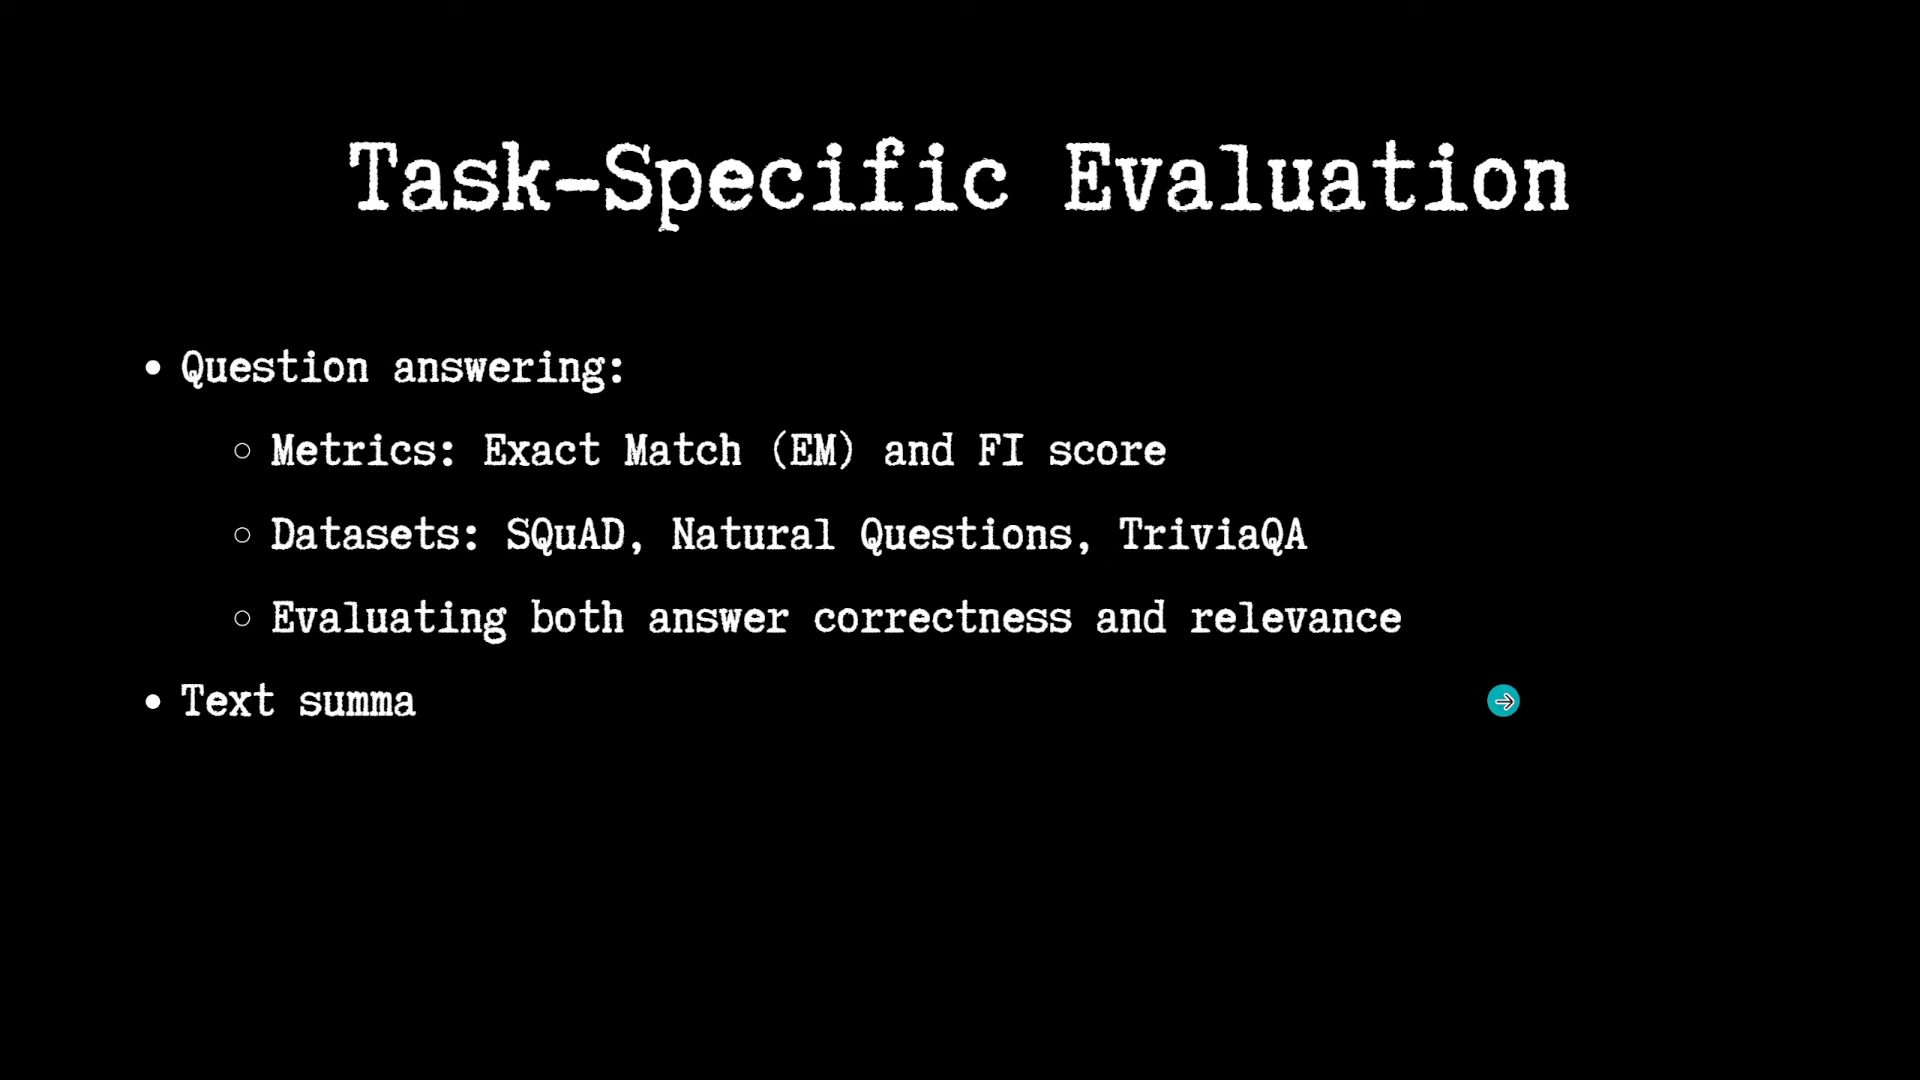 Task-Specific Evaluation
• Question answering:
○ Metrics: Exact Match (EM) and FI score
○ Datasets: SQuAD, Natural Questions, TriviaQA
○ Evaluating both answer correctness and relevance
• Text summa